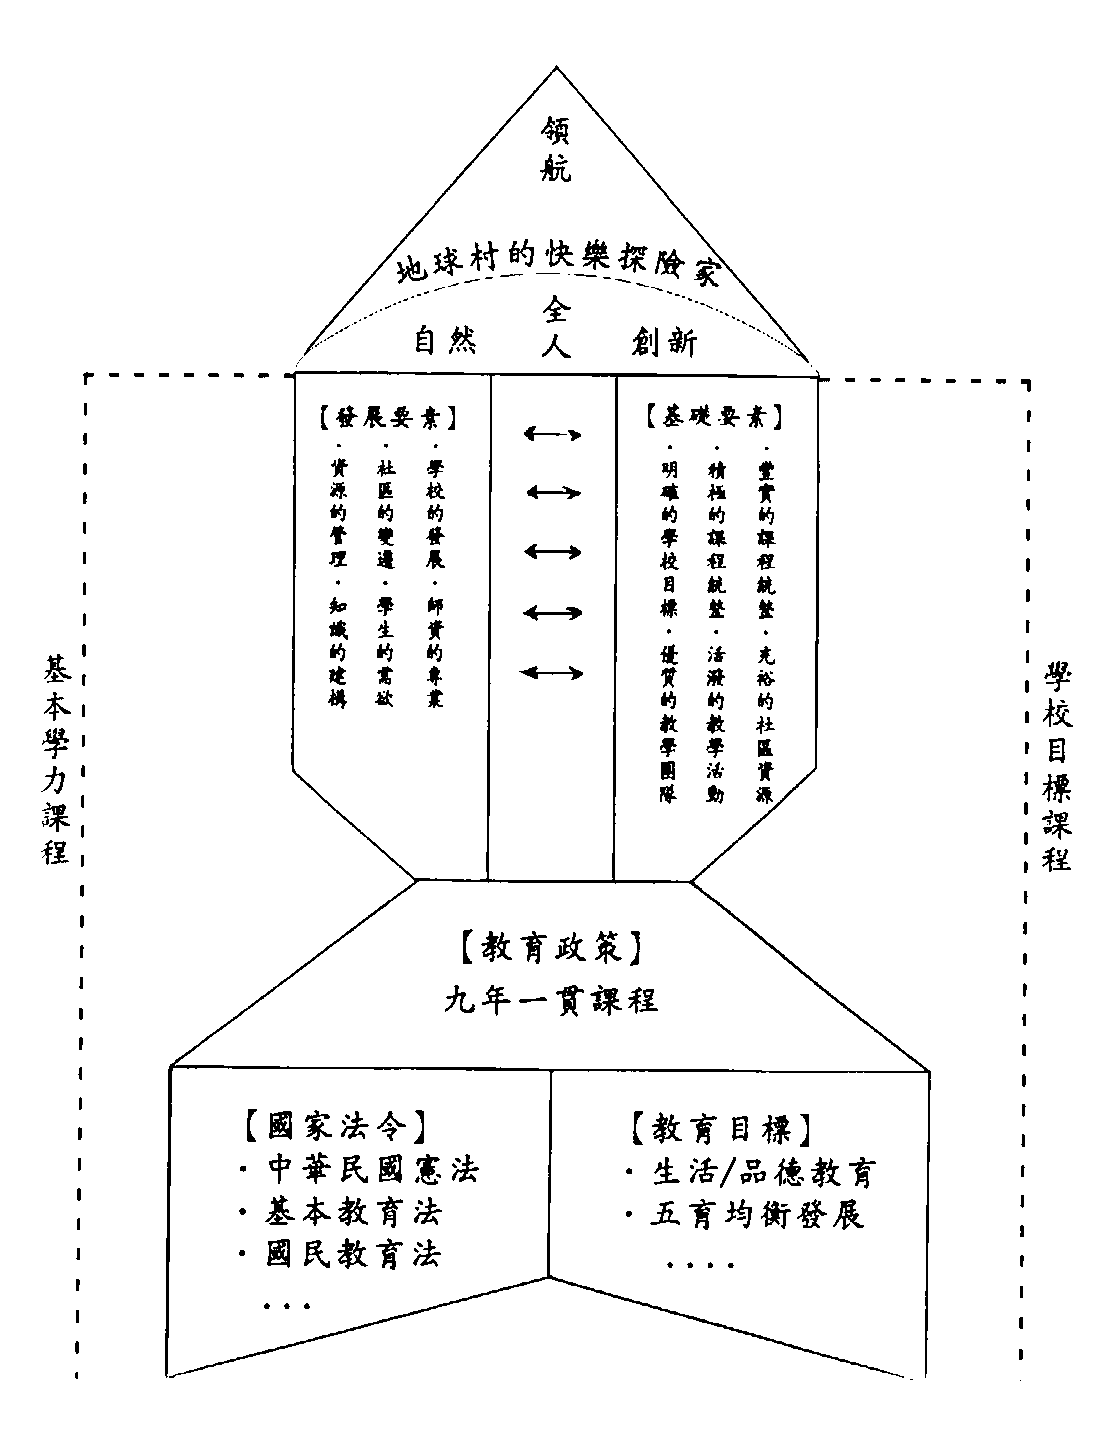 領航
地球村的快樂探險家
自然
全人
創新
【發展要素】
·學校的發展·師資的專業
·社區的變遷·學生的需欲
·資源的管理·知識的建構
【基礎要素】
·豐實的課程統整·充裕的社區資源
·積極的課程統整·活潑的教學活動
·明確的學校目標·優質的教學團隊
基本學力課程
學校目標課程
【教育政策】
九年一貫課程
【國家法令】
·中華民國憲法
·基本教育法
·國民教育法
...
【教育目標】
·生活/品德教育
·五育均衡發展
....